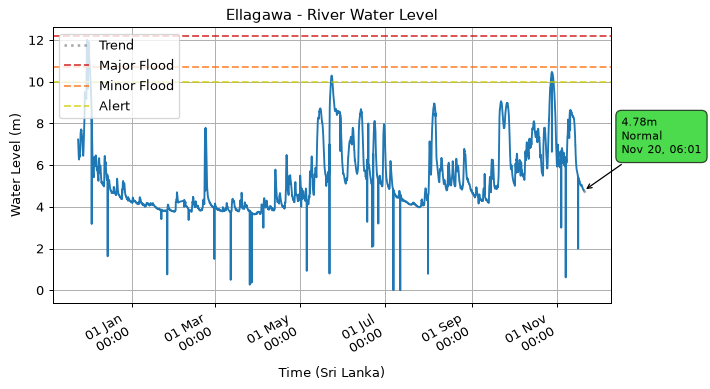 Ellagawa - River Water Level
Water Level (m)
12
10
8
6
4
2
0
Trend
Major Flood
Minor Flood
Alert
4.78m
Normal
Nov 20, 06:01
01 Jan
00:00
01 Mar
00:00
01 May
00:00
01 Jul
00:00
01 Sep
00:00
01 Nov
00:00
Time (Sri Lanka)